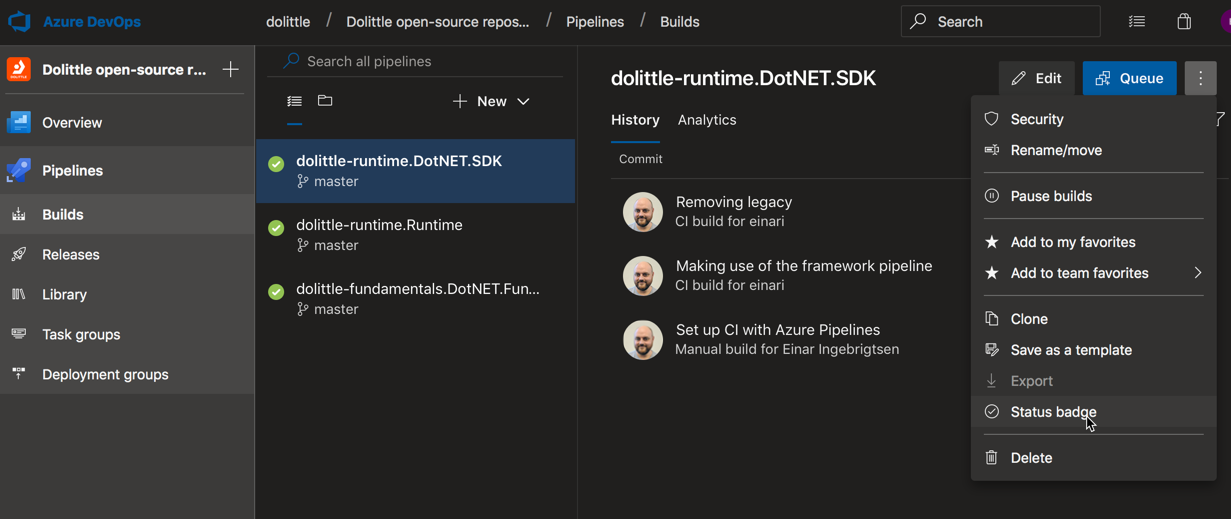 Azure DevOps
dolittle / Dolittle open-source repos... / Pipelines / Builds
Search
Dolittle open-source r...
Overview
Pipelines
Builds
Releases
Library
Task groups
Deployment groups
Search all pipelines
New
dolittle-runtime.DotNET.SDK
master
dolittle-runtime.Runtime
master
dolittle-fundamentals.DotNET.Fun...
master
dolittle-runtime.DotNET.SDK
Edit
Queue
History
Analytics
Commit
Removing legacy
CI build for einari
Making use of the framework pipeline
CI build for einari
Set up CI with Azure Pipelines
Manual build for Einar Ingebrigtsen
Security
Rename/move
Pause builds
Add to my favorites
Add to team favorites
Clone
Save as a template
Export
Status badge
Delete